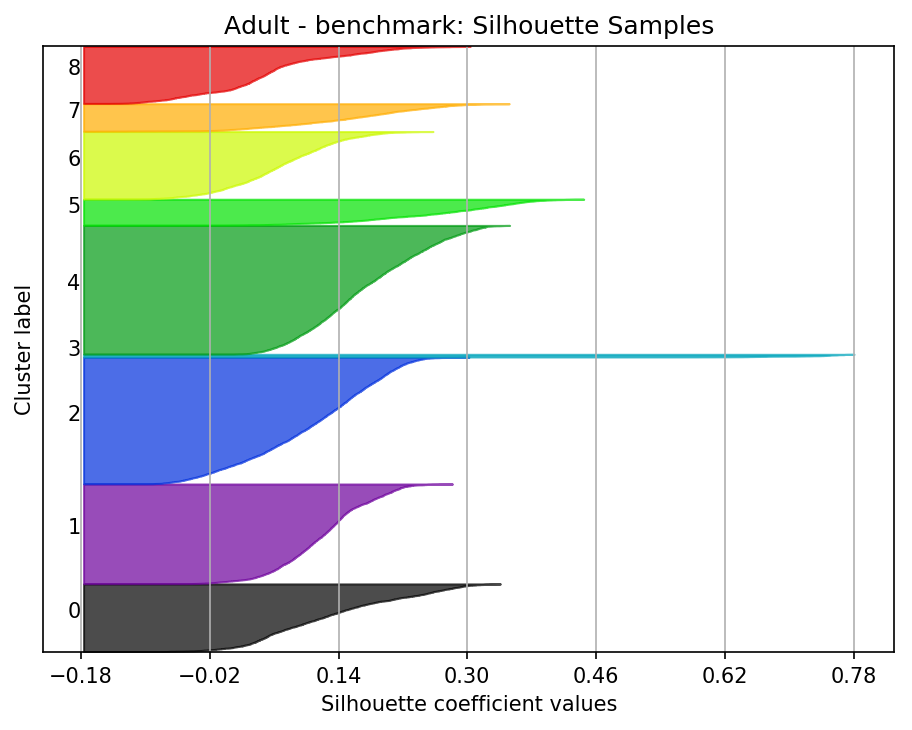 Adult - benchmark: Silhouette Samples
8
7
6
5
4
3
2
1
0
Cluster label
−0.18 −0.02 0.14 0.30 0.46 0.62 0.78
Silhouette coefficient values